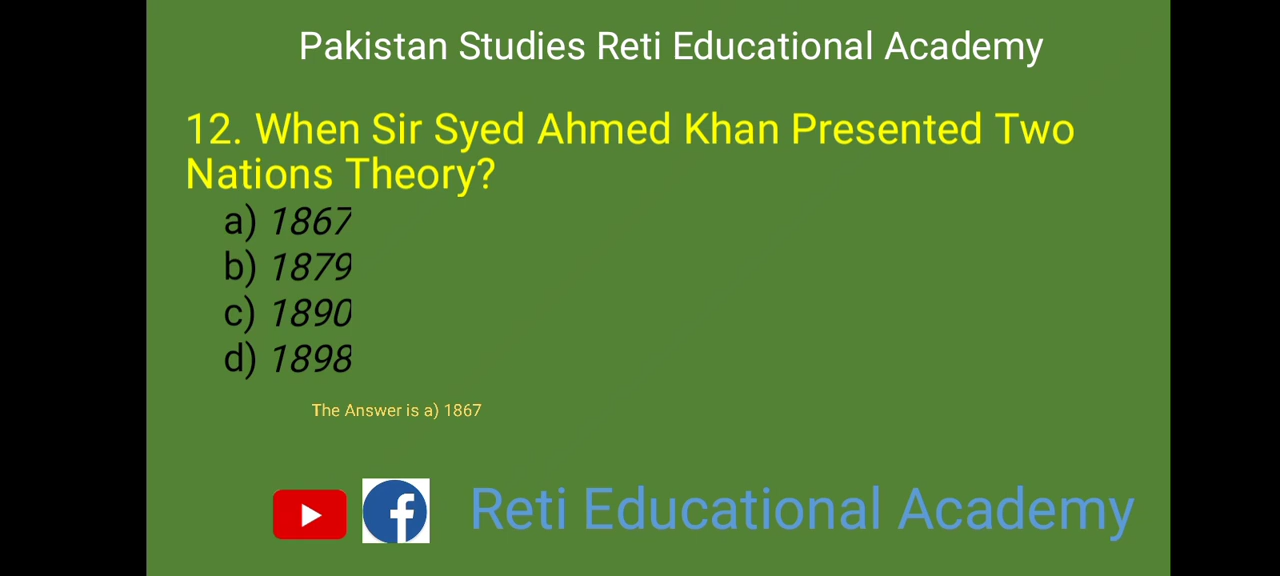 Pakistan Studies Reti Educational Academy
12. When Sir Syed Ahmed Khan Presented Two
Nations Theory?
a) 1867
b) 1879
c) 1890
d) 1898
The Answer is a) 1867
Reti Educational Academy